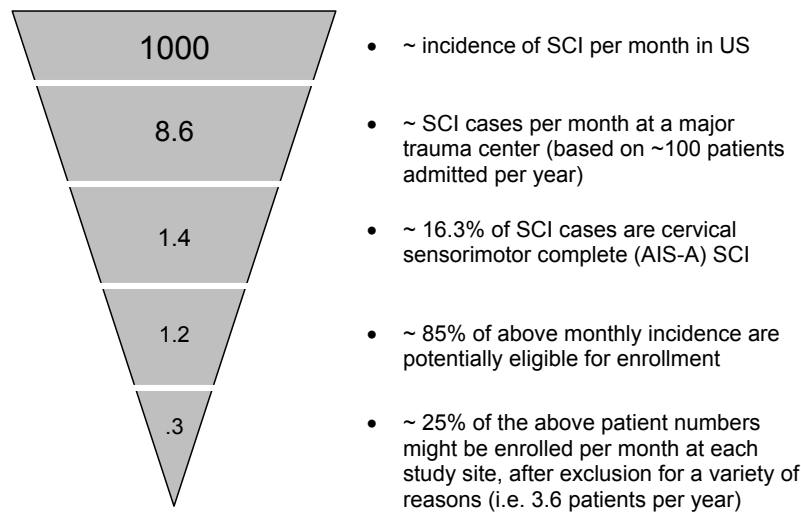 1000
• ~ incidence of SCI per month in US
8.6
• ~ SCI cases per month at a major
trauma center (based on ~100 patients
admitted per year)
1.4
• ~ 16.3% of SCI cases are cervical
sensorimotor complete (AIS-A) SCI
1.2
• ~ 85% of above monthly incidence are
potentially eligible for enrollment
.3
• ~ 25% of the above patient numbers
might be enrolled per month at each
study site, after exclusion for a variety of
reasons (i.e. 3.6 patients per year)